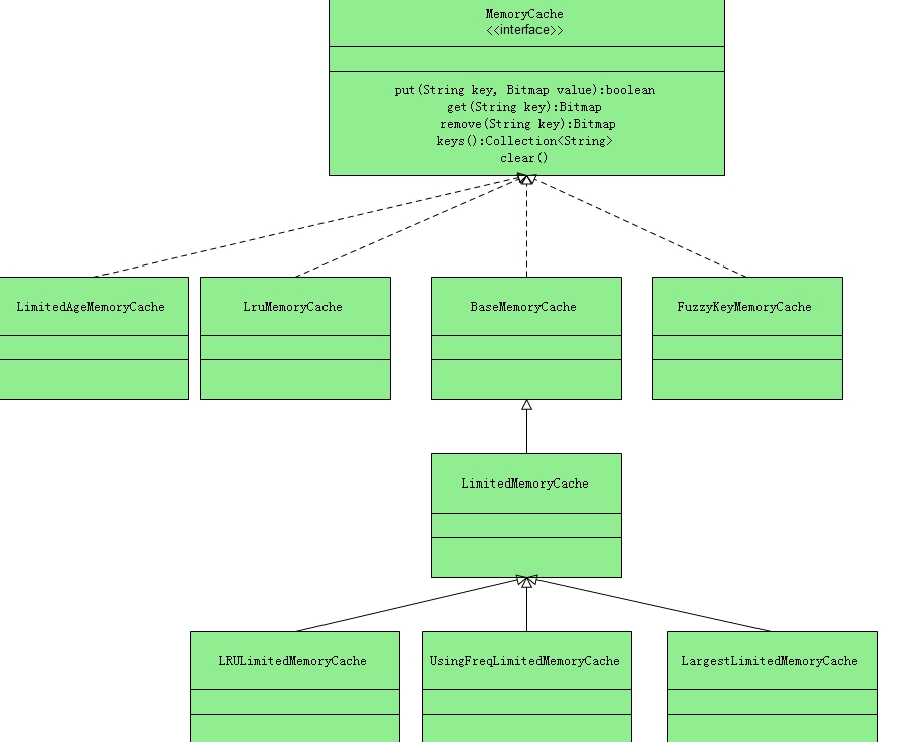 MemoryCache
<<interface>>
put(String key, Bitmap value):boolean
get(String key):Bitmap
remove(String key):Bitmap
keys():Collection<String>
clear()
LimitedAgeMemoryCache
LruMemoryCache
BaseMemoryCache
FuzzyKeyMemoryCache
LimitedMemoryCache
LRULimitedMemoryCache
UsingFreqLimitedMemoryCache
LargestLimitedMemoryCache